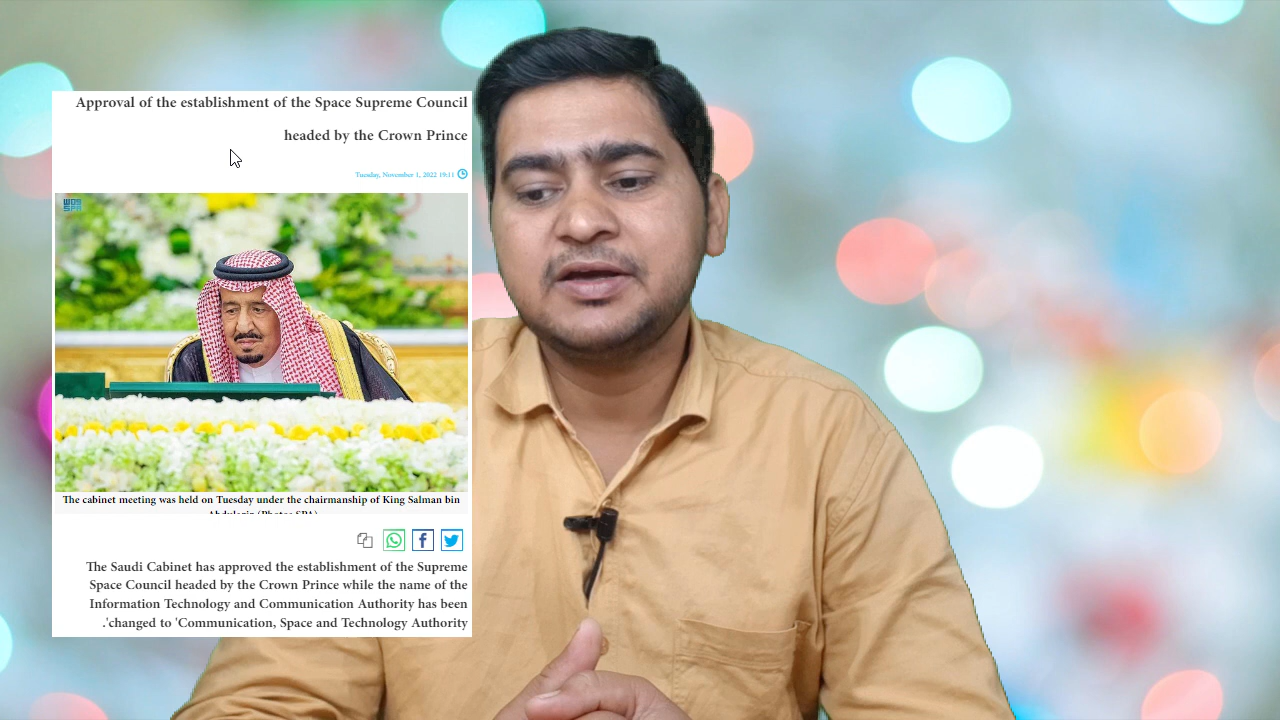 Approval of the establishment of the Space Supreme Council
headed by the Crown Prince
Tuesday, November 1, 2022 19:11
The cabinet meeting was held on Tuesday under the chairmanship of King Salman bin
Abdulaziz (Photos SPA)
The Saudi Cabinet has approved the establishment of the Supreme
Space Council headed by the Crown Prince while the name of the
Information Technology and Communication Authority has been
.'changed to 'Communication, Space and Technology Authority